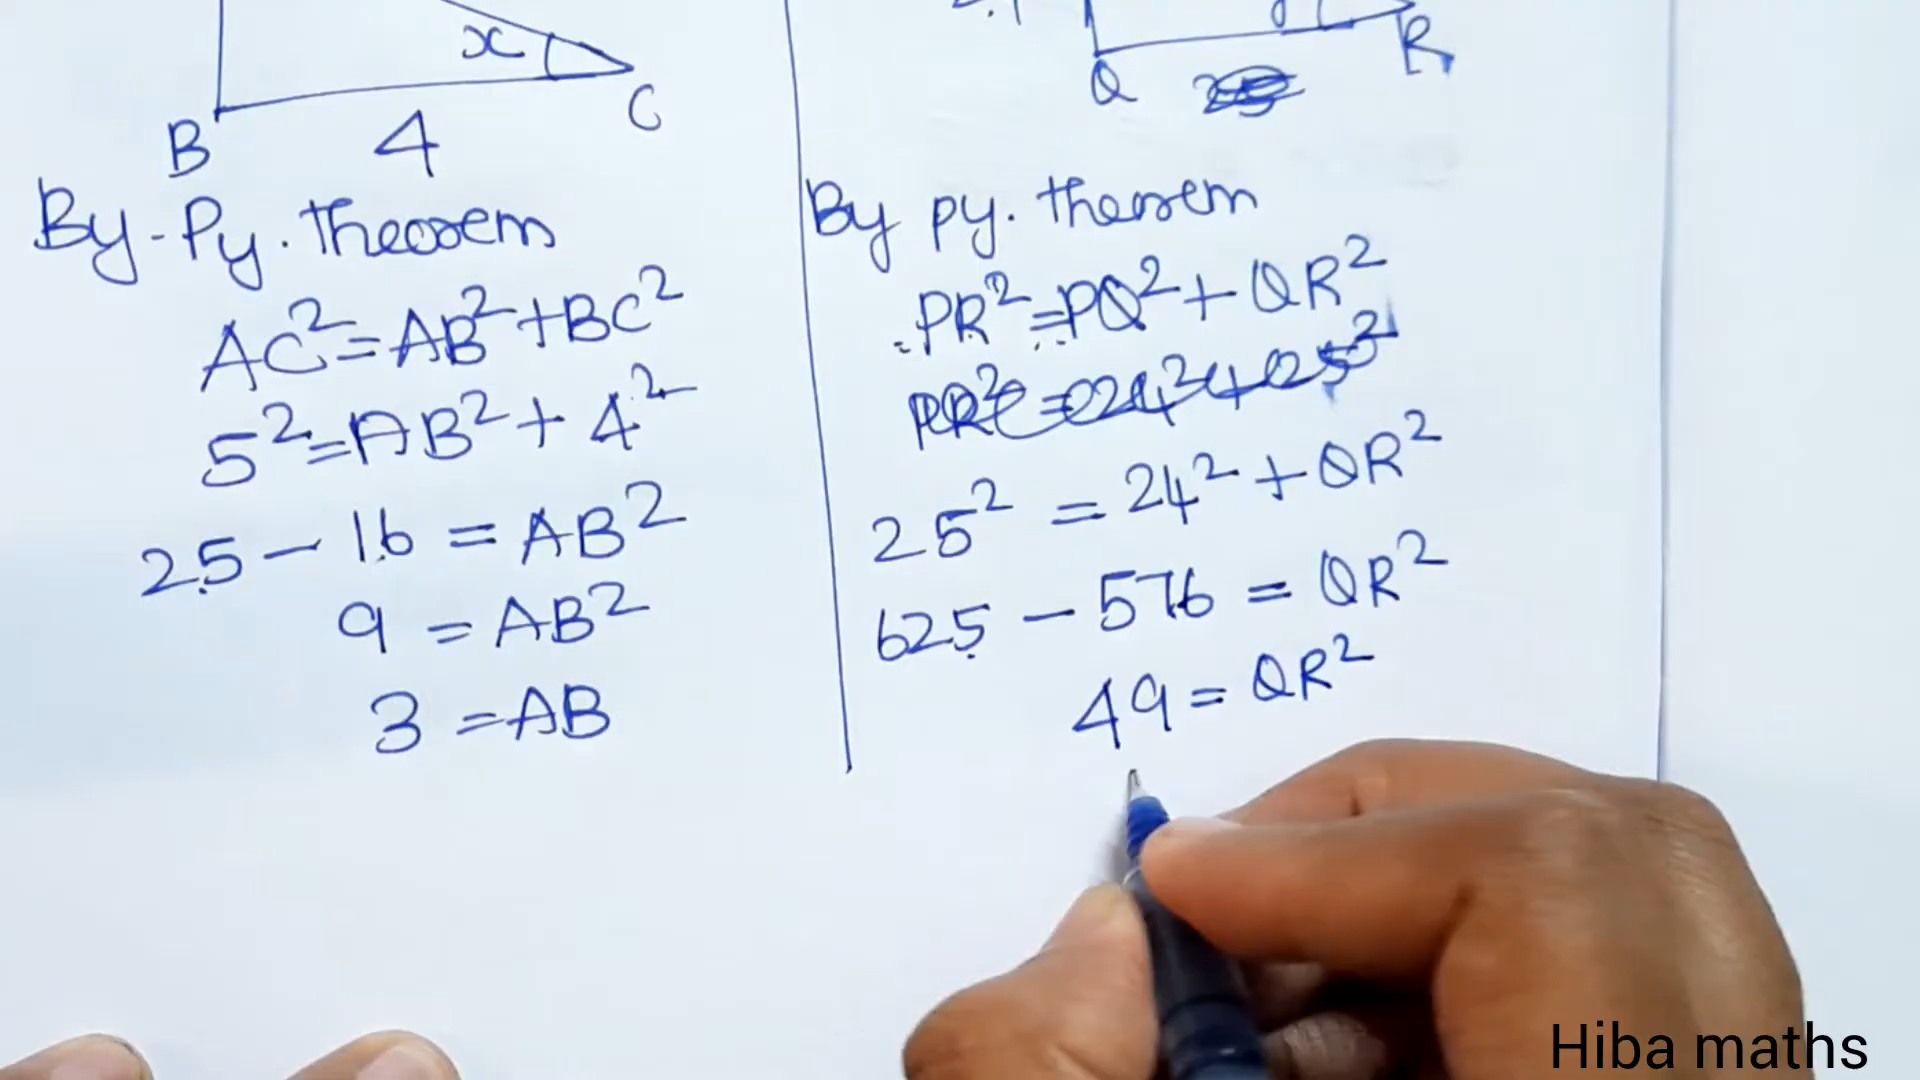 x
C
B
4
By - Py. theorem
AC² = AB² + BC²
5² = AB² + 4²
25 - 16 = AB²
9 = AB²
3 = AB
R
Q
By py. theorem
PR² = PQ² + QR²
25² = 24² + QR²
625 - 576 = QR²
49 = QR²
Hiba maths